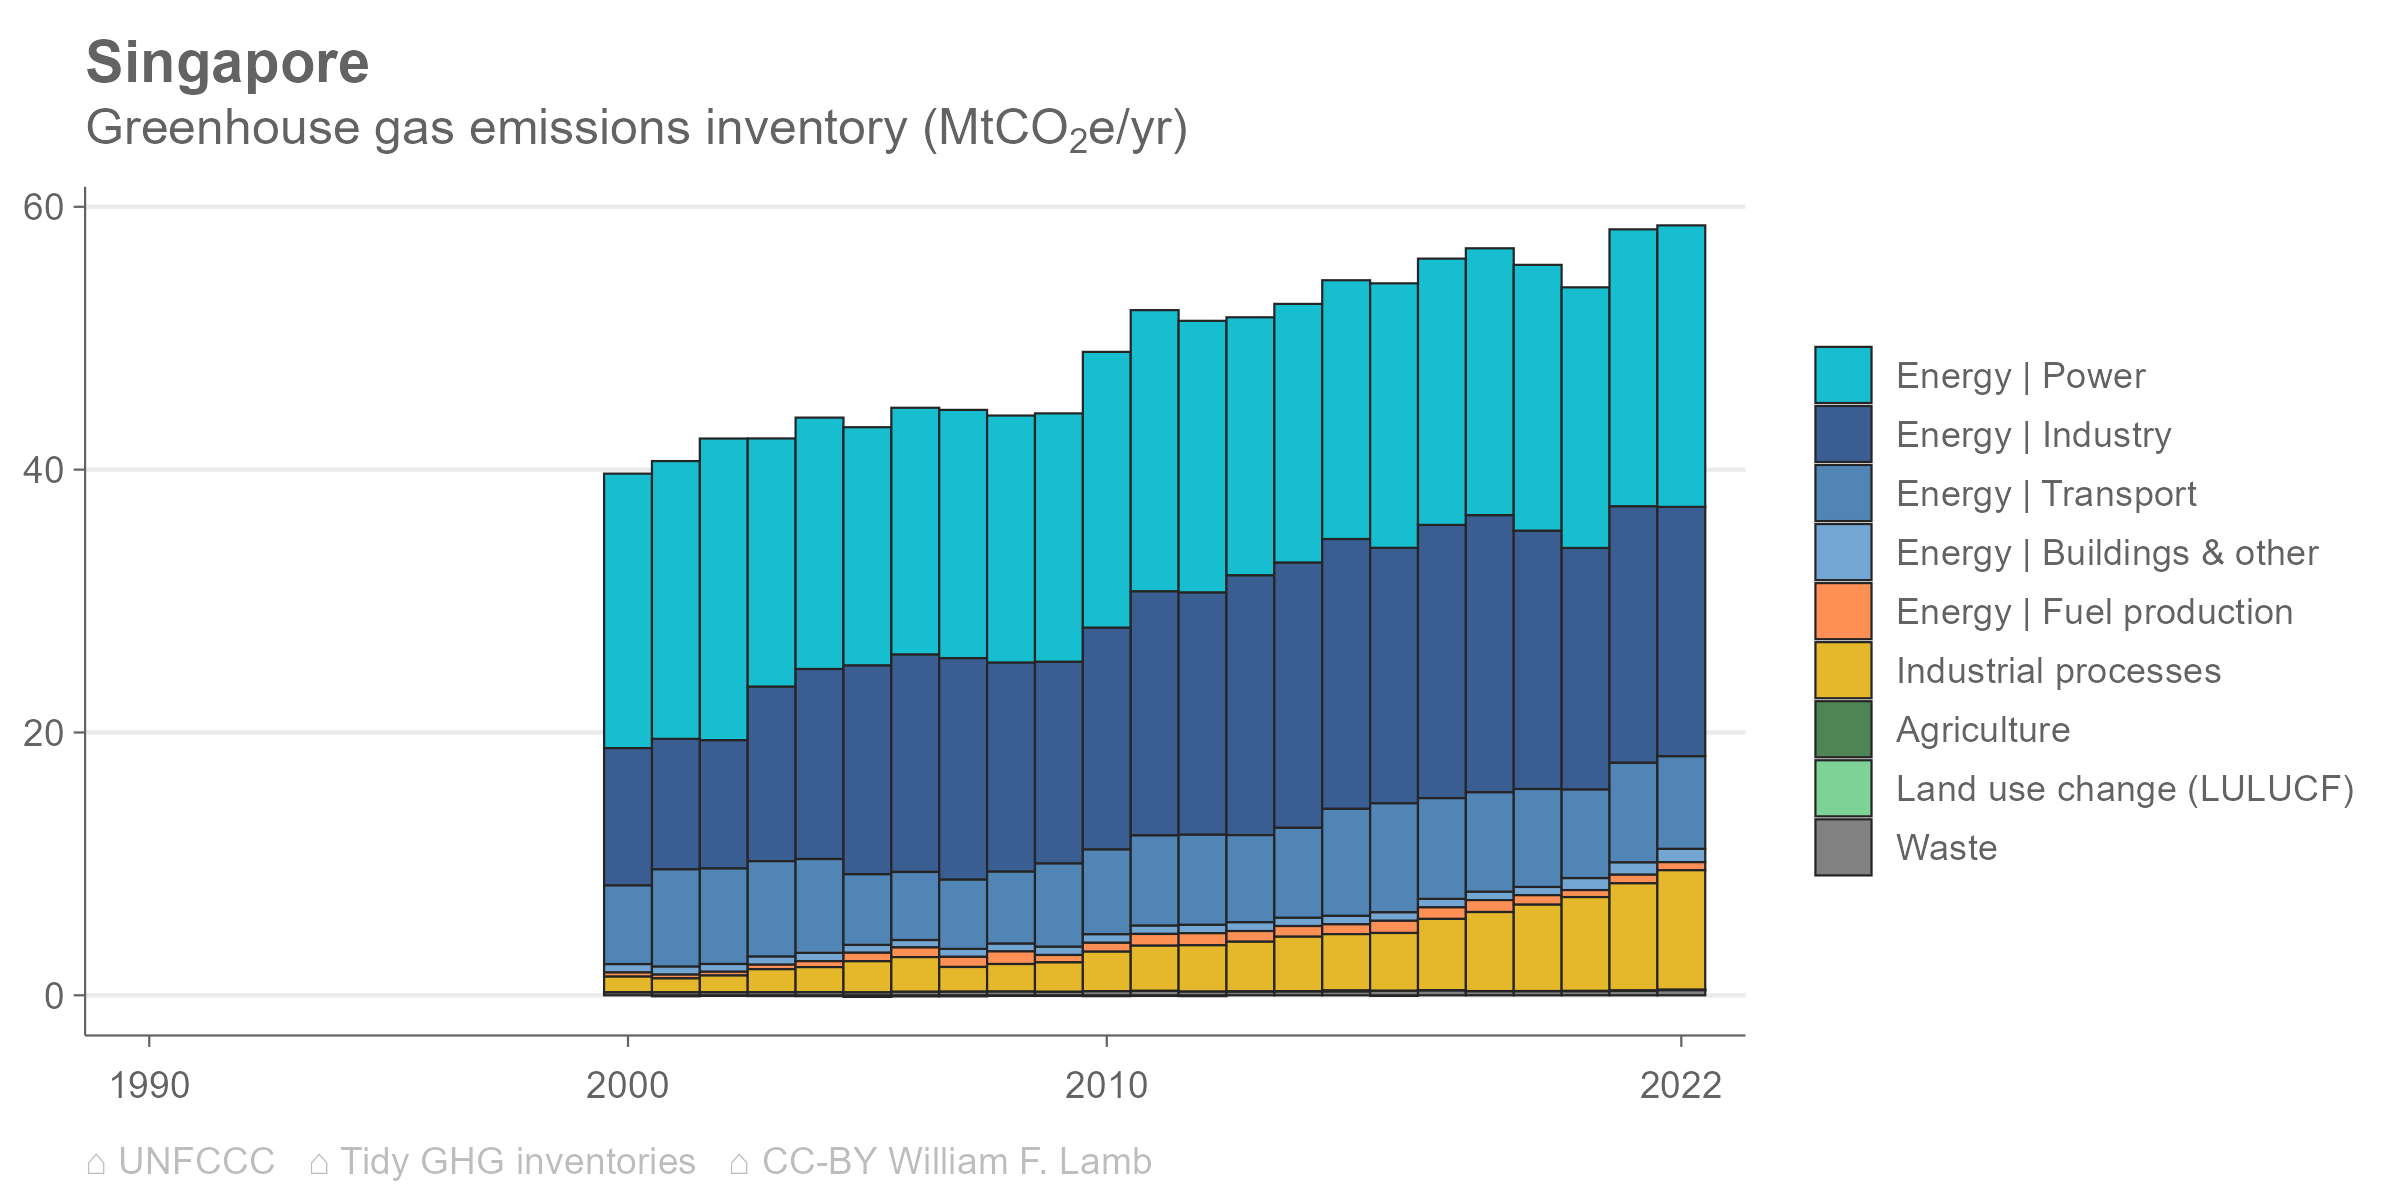 Singapore
Greenhouse gas emissions inventory (MtCO₂e/yr)
60
40
20
0
1990
2000
2010
2022
Energy | Power
Energy | Industry
Energy | Transport
Energy | Buildings & other
Energy | Fuel production
Industrial processes
Agriculture
Land use change (LULUCF)
Waste
⌂ UNFCCC ⌂ Tidy GHG inventories ⌂ CC-BY William F. Lamb